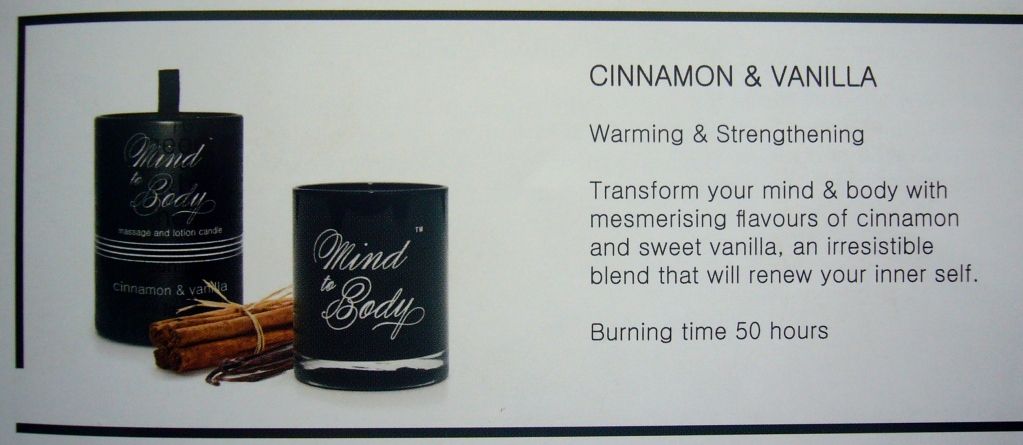 Mind
to
Body
massage and lotion candle
cinnamon & vanilla
Mind ™
to
Body
CINNAMON & VANILLA
Warming & Strengthening
Transform your mind & body with
mesmerising flavours of cinnamon
and sweet vanilla, an irresistible
blend that will renew your inner self.
Burning time 50 hours